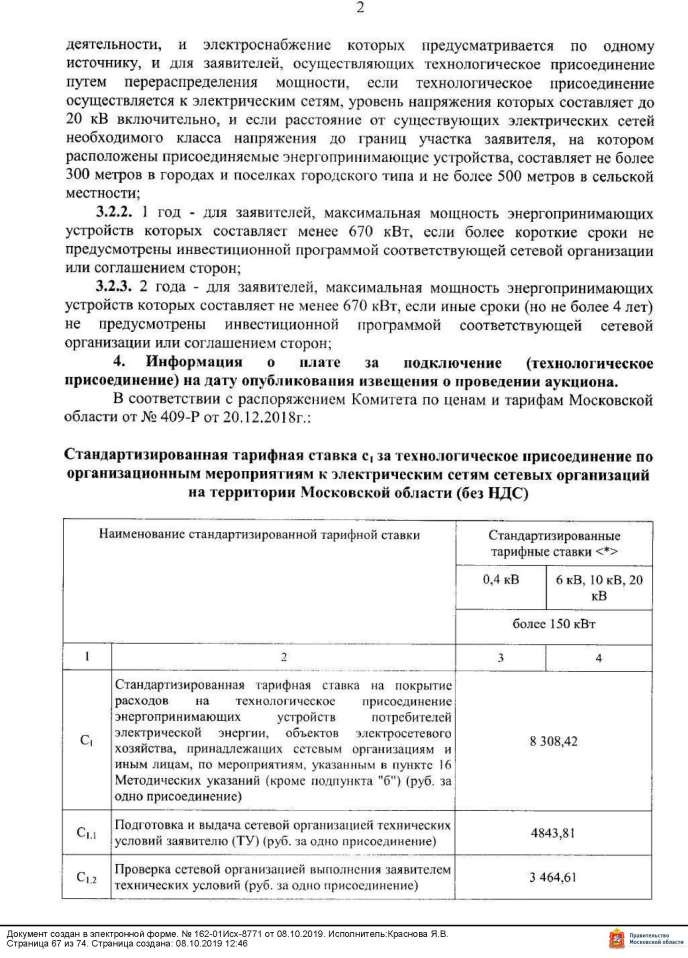 2
деятельности, и электроснабжение которых предусматривается по одному
источнику, и для заявителей, осуществляющих технологическое присоединение
путем перераспределения мощности, если технологическое присоединение
осуществляется к электрическим сетям, уровень напряжения которых составляет до
20 кВ включительно, и если расстояние от существующих электрических сетей
необходимого класса напряжения до границ участка заявителя, на котором
расположены присоединяемые энергопринимающие устройства, составляет не более
300 метров в городах и поселках городского типа и не более 500 метров в сельской
местности;
3.2.2. 1 год - для заявителей, максимальная мощность энергопринимающих
устройств которых составляет менее 670 кВт, если более короткие сроки не
предусмотрены инвестиционной программой соответствующей сетевой организации
или соглашением сторон;
3.2.3. 2 года - для заявителей, максимальная мощность энергопринимающих
устройств которых составляет не менее 670 кВт, если иные сроки (но не более 4 лет)
не предусмотрены инвестиционной программой соответствующей сетевой
организации или соглашением сторон;
4. Информация о плате за подключение (технологическое
присоединение) на дату опубликования извещения о проведении аукциона.
В соответствии с распоряжением Комитета по ценам и тарифам Московской
области от № 409-Р от 20.12.2018г.:
Стандартизированная тарифная ставка с₁ за технологическое присоединение по
организационным мероприятиям к электрическим сетям сетевых организаций
на территории Московской области (без НДС)
Наименование стандартизированной тарифной ставки
Стандартизированные
тарифные ставки <*>
0,4 кВ
6 кВ, 10 кВ, 20
кВ
более 150 кВт
1 2 3 4
С₁
Стандартизированная тарифная ставка на покрытие
расходов на технологическое присоединение
энергопринимающих устройств потребителей
электрической энергии, объектов электросетевого
хозяйства, принадлежащих сетевым организациям и
иным лицам, по мероприятиям, указанным в пункте 16
Методических указаний (кроме подпункта "б") (руб. за
одно присоединение)
8 308,42
С₁.₁
Подготовка и выдача сетевой организацией технических
условий заявителю (ТУ) (руб. за одно присоединение)
4843,81
С₁.₂
Проверка сетевой организацией выполнения заявителем
технических условий (руб. за одно присоединение)
3 464,61
Документ создан в электронной форме. № 162-01Исх-8771 от 08.10.2019. Исполнитель:Краснова Я.В.
Страница 67 из 74. Страница создана: 08.10.2019 12:46
Правительство
Московской области